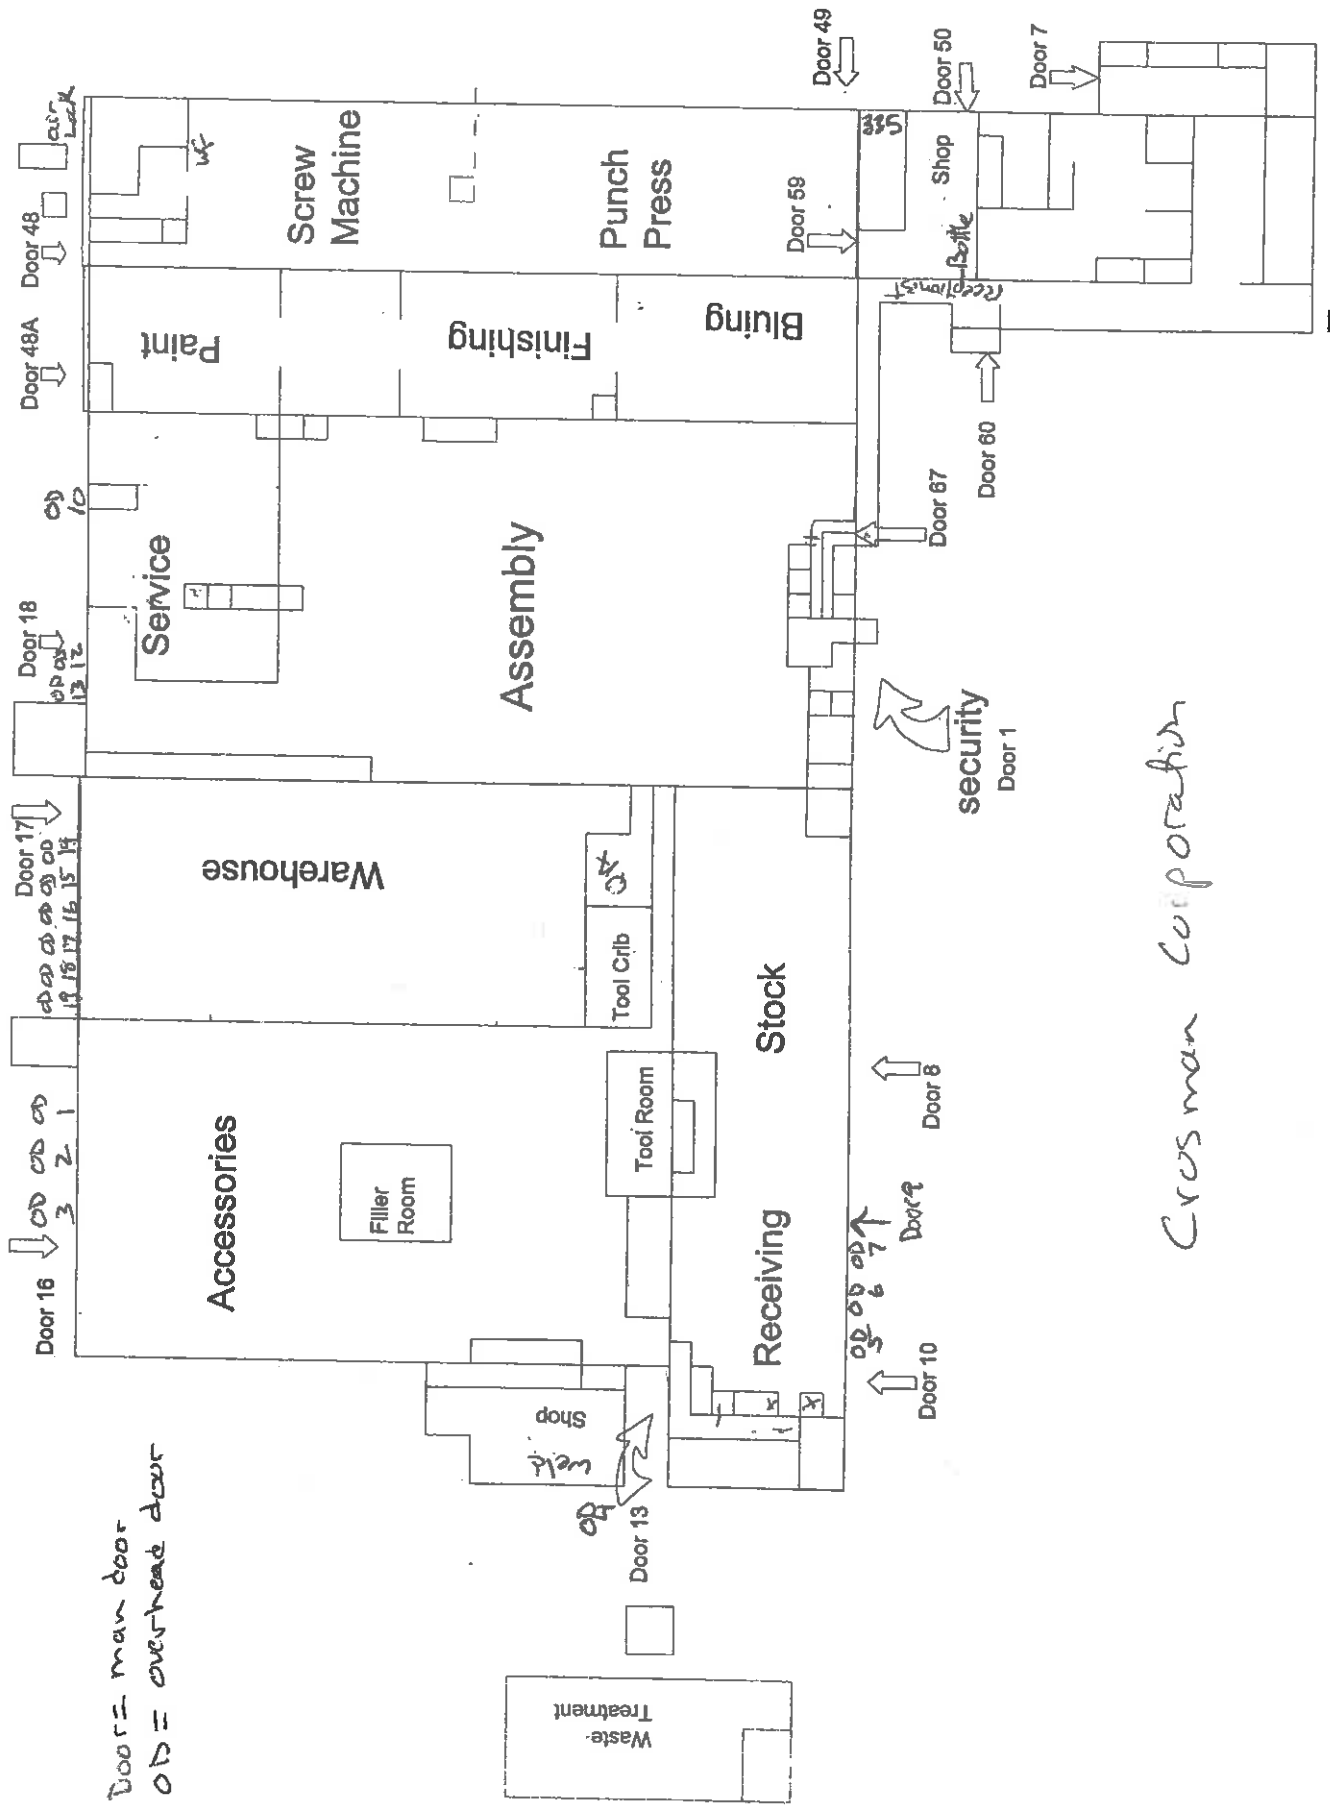 Door = man door
OD = overhead door
Door 16
OD OD OD
3 2 1
OD OD OD OD OD OD
19 18 17 16 15 14
Door 17
OD OD
13 12
Door 18
OD
10
Door 48A
Door 48
air
Lock
Accessories
Filler
Room
Warehouse
Tool Crib
QA
Tool Room
Service
Assembly
Paint
Finishing
Bluing
Screw
Machine
Punch
Press
Waste
Treatment
Weld
Shop
OD4
Door 13
Receiving
Stock
Door 10
OD OD OD
5 6 7
Door 9
Door 8
security
Door 1
Door 67
Door 60
Door 59
Receptionist
Bottle
Shop
Door 49
Door 50
Door 7
Crosman Corporation